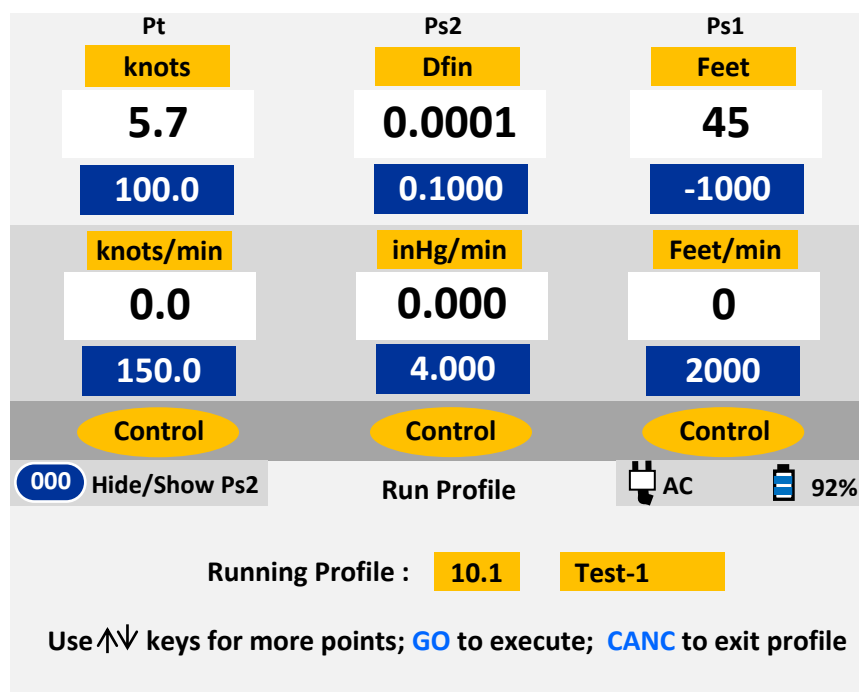 Pt Ps2 Ps1
knots Dfin Feet
5.7 0.0001 45
100.0 0.1000 -1000
knots/min inHg/min Feet/min
0.0 0.000 0
150.0 4.000 2000
Control Control Control
000 Hide/Show Ps2 Run Profile AC 92%
Running Profile : 10.1 Test-1
Use ↑↓ keys for more points; GO to execute; CANC to exit profile